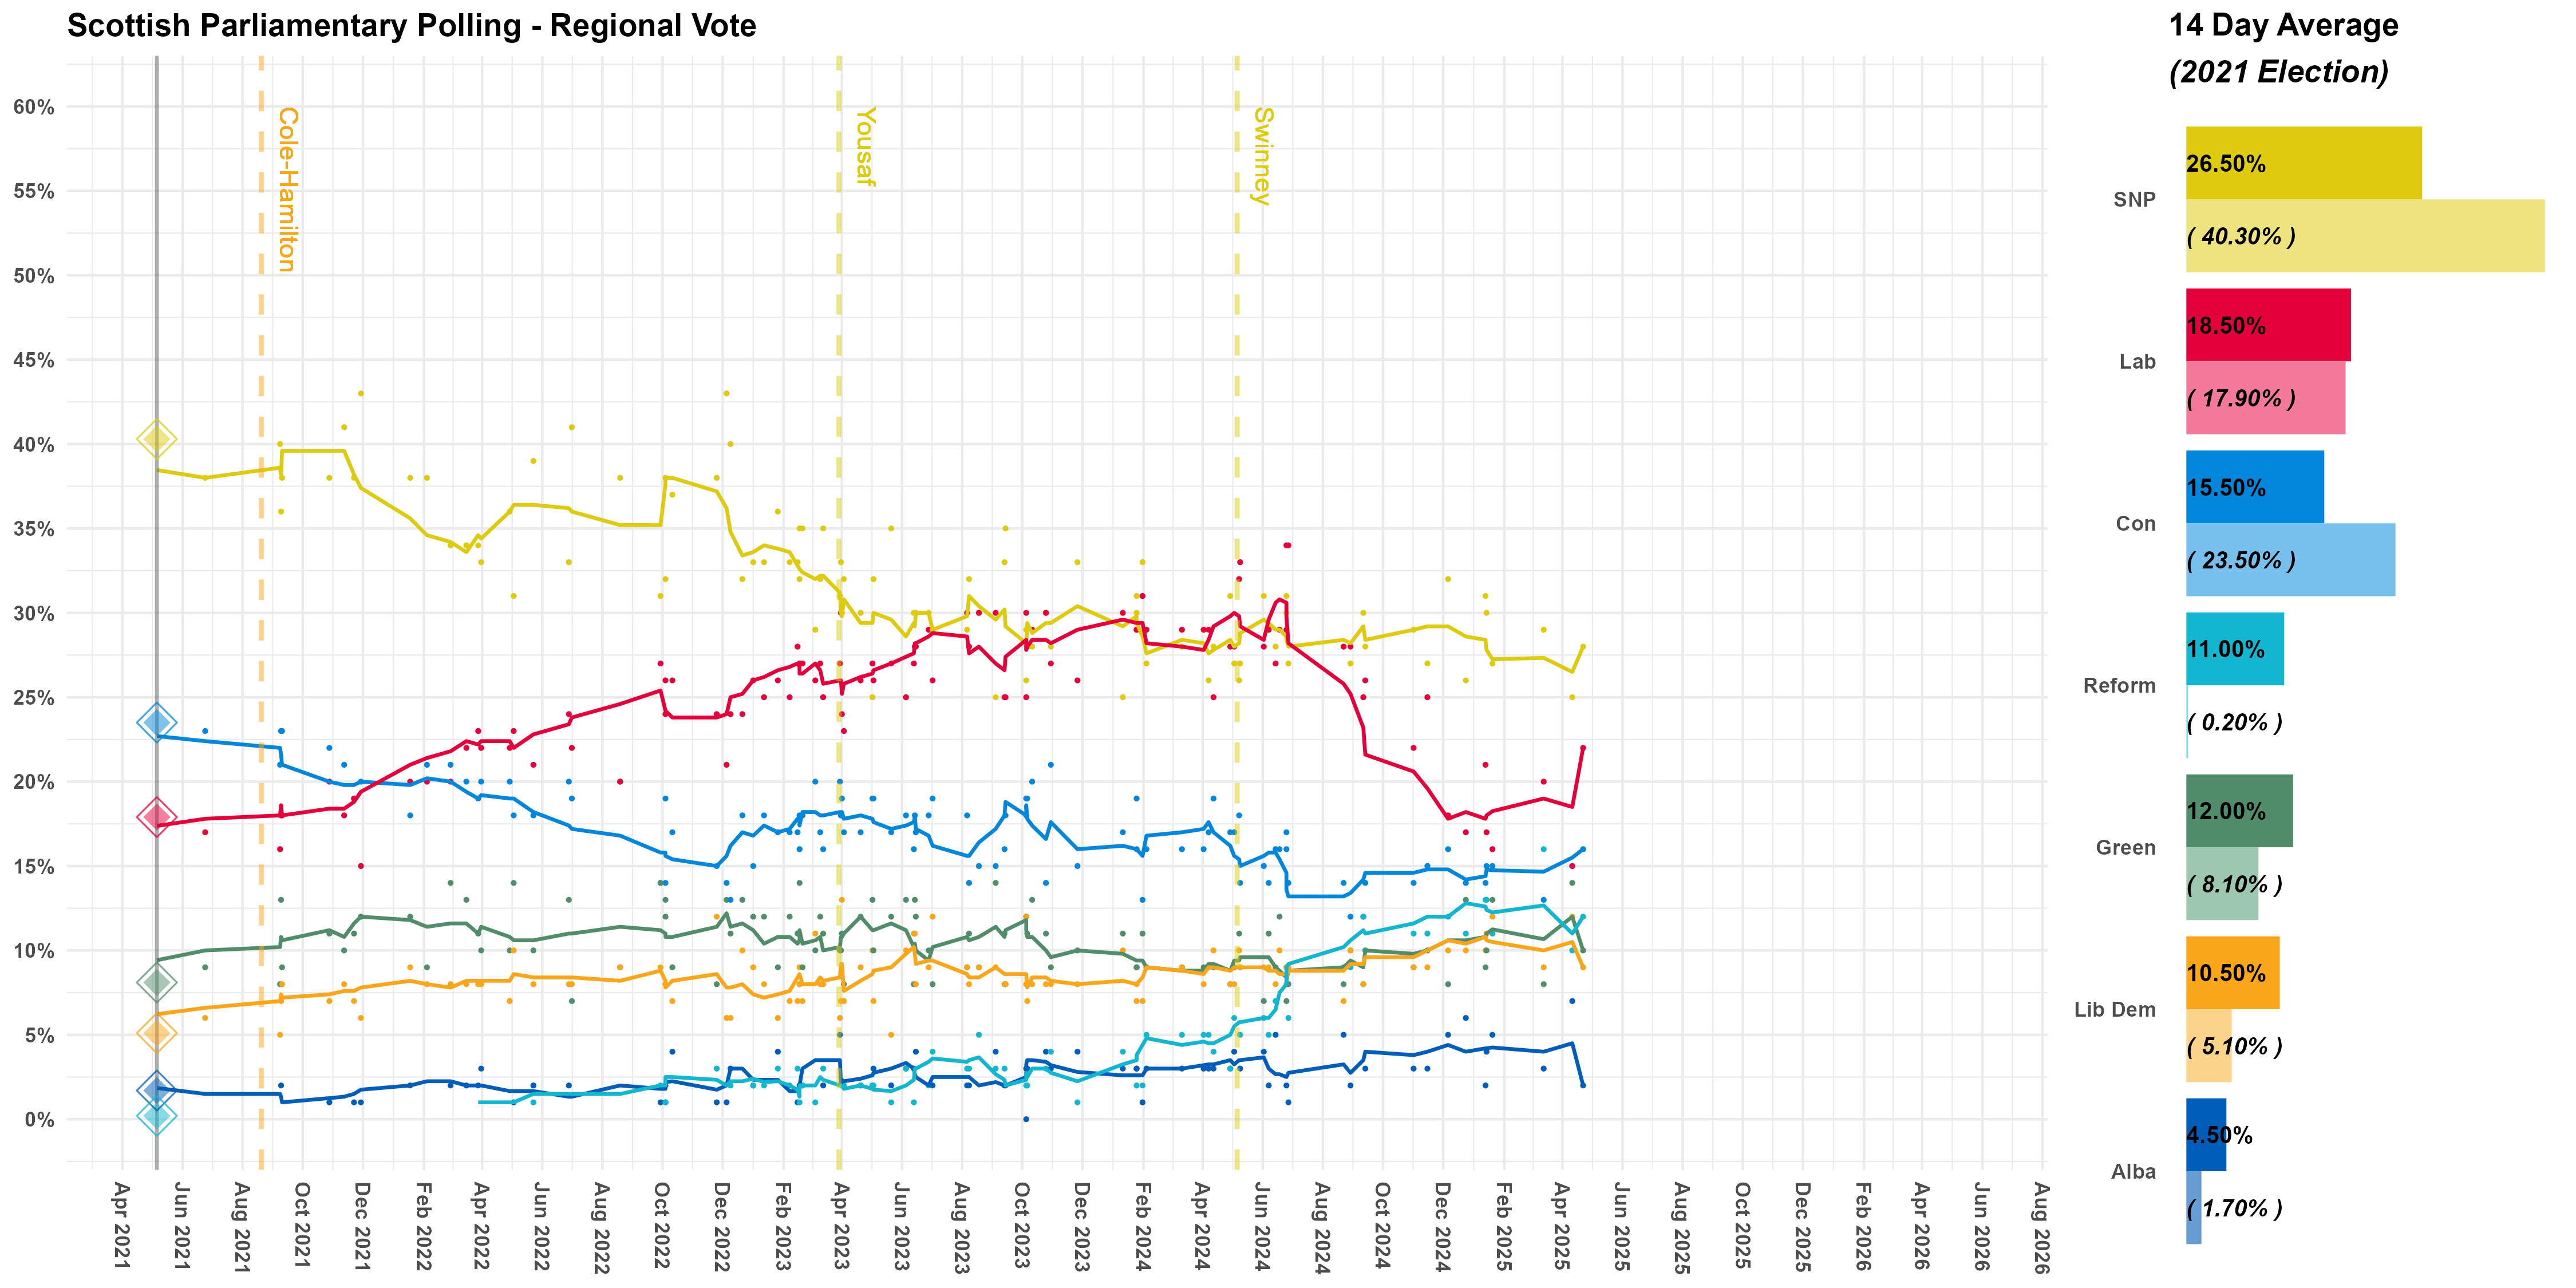 Scottish Parliamentary Polling - Regional Vote
14 Day Average
(2021 Election)
60%
55%
50%
45%
40%
35%
30%
25%
20%
15%
10%
5%
0%
Cole-Hamilton
Yousaf
Swinney
Apr 2021
Jun 2021
Aug 2021
Oct 2021
Dec 2021
Feb 2022
Apr 2022
Jun 2022
Aug 2022
Oct 2022
Dec 2022
Feb 2023
Apr 2023
Jun 2023
Aug 2023
Oct 2023
Dec 2023
Feb 2024
Apr 2024
Jun 2024
Aug 2024
Oct 2024
Dec 2024
Feb 2025
Apr 2025
Jun 2025
Aug 2025
Oct 2025
Dec 2025
Feb 2026
Apr 2026
Jun 2026
Aug 2026
SNP
26.50%
( 40.30% )
Lab
18.50%
( 17.90% )
Con
15.50%
( 23.50% )
Reform
11.00%
( 0.20% )
Green
12.00%
( 8.10% )
Lib Dem
10.50%
( 5.10% )
Alba
4.50%
( 1.70% )